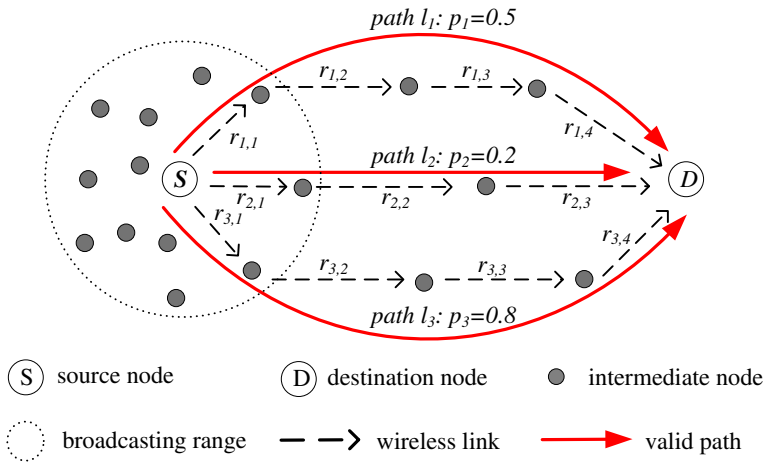 path l1: p1=0.5
r1,2
r1,3
r1,1
r1,4
path l2: p2=0.2
S
D
r2,1
r2,2
r2,3
r3,1
r3,4
r3,2
r3,3
path l3: p3=0.8
S source node
D destination node
intermediate node
broadcasting range
wireless link
valid path